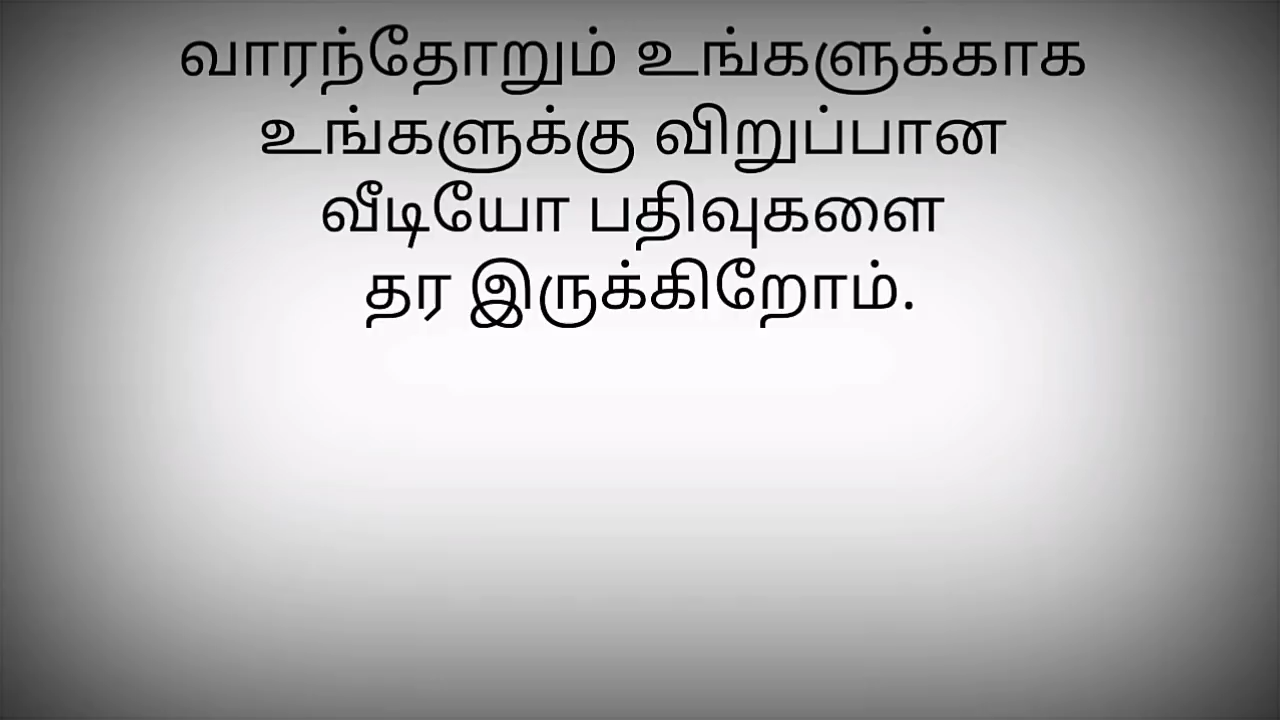 வாரந்தோறும் உங்களுக்காக
உங்களுக்கு விறுப்பான
வீடியோ பதிவுகளை
தர இருக்கிறோம்.